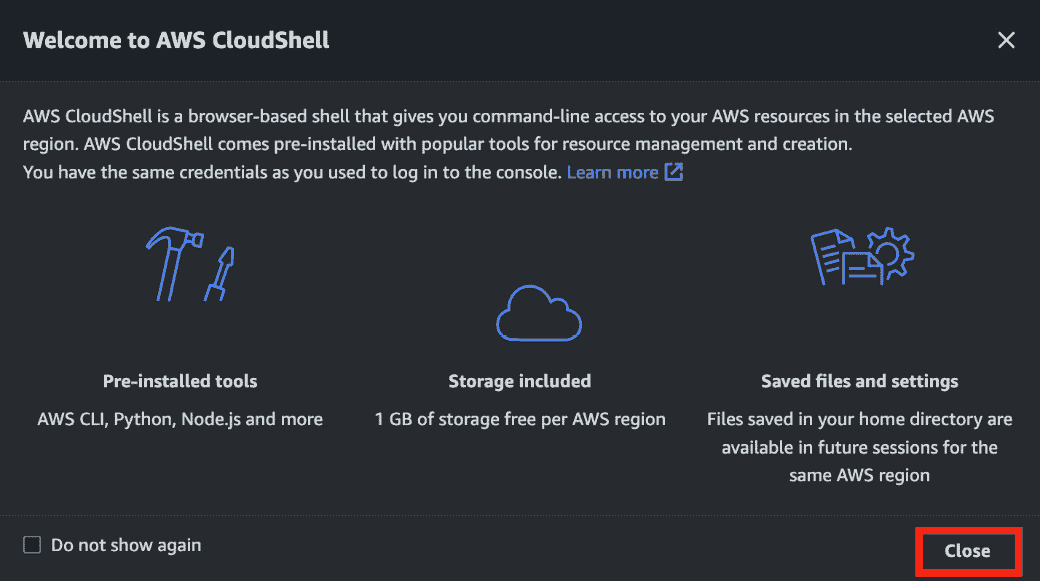 Welcome to AWS CloudShell
AWS CloudShell is a browser-based shell that gives you command-line access to your AWS resources in the selected AWS
region. AWS CloudShell comes pre-installed with popular tools for resource management and creation.
You have the same credentials as you used to log in to the console. Learn more
Pre-installed tools
AWS CLI, Python, Node.js and more
Storage included
1 GB of storage free per AWS region
Saved files and settings
Files saved in your home directory are
available in future sessions for the
same AWS region
Do not show again
Close